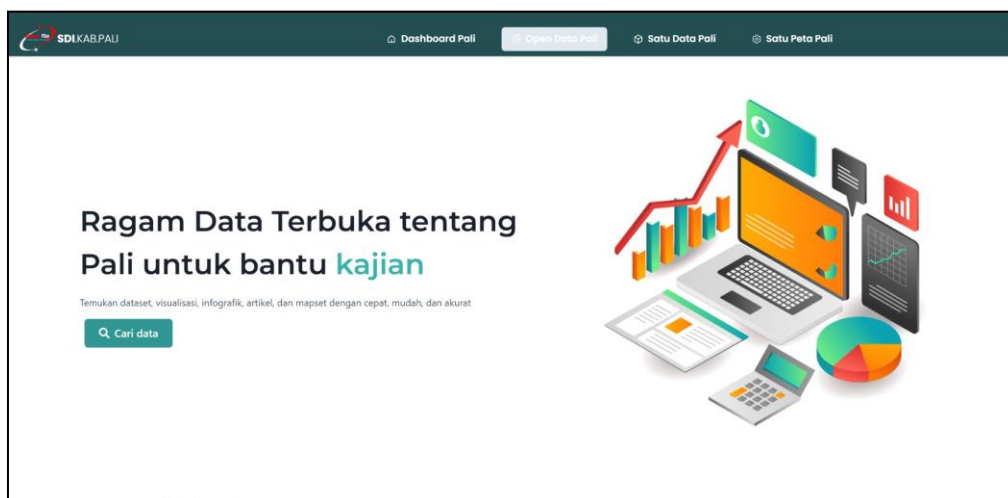 SDI.KAB.PALI
Dashboard Pali
Open Data Pali
Satu Data Pali
Satu Peta Pali
Ragam Data Terbuka tentang
Pali untuk bantu kajian
Temukan dataset, visualisasi, infografik, artikel, dan mapset dengan cepat, mudah, dan akurat
Cari data